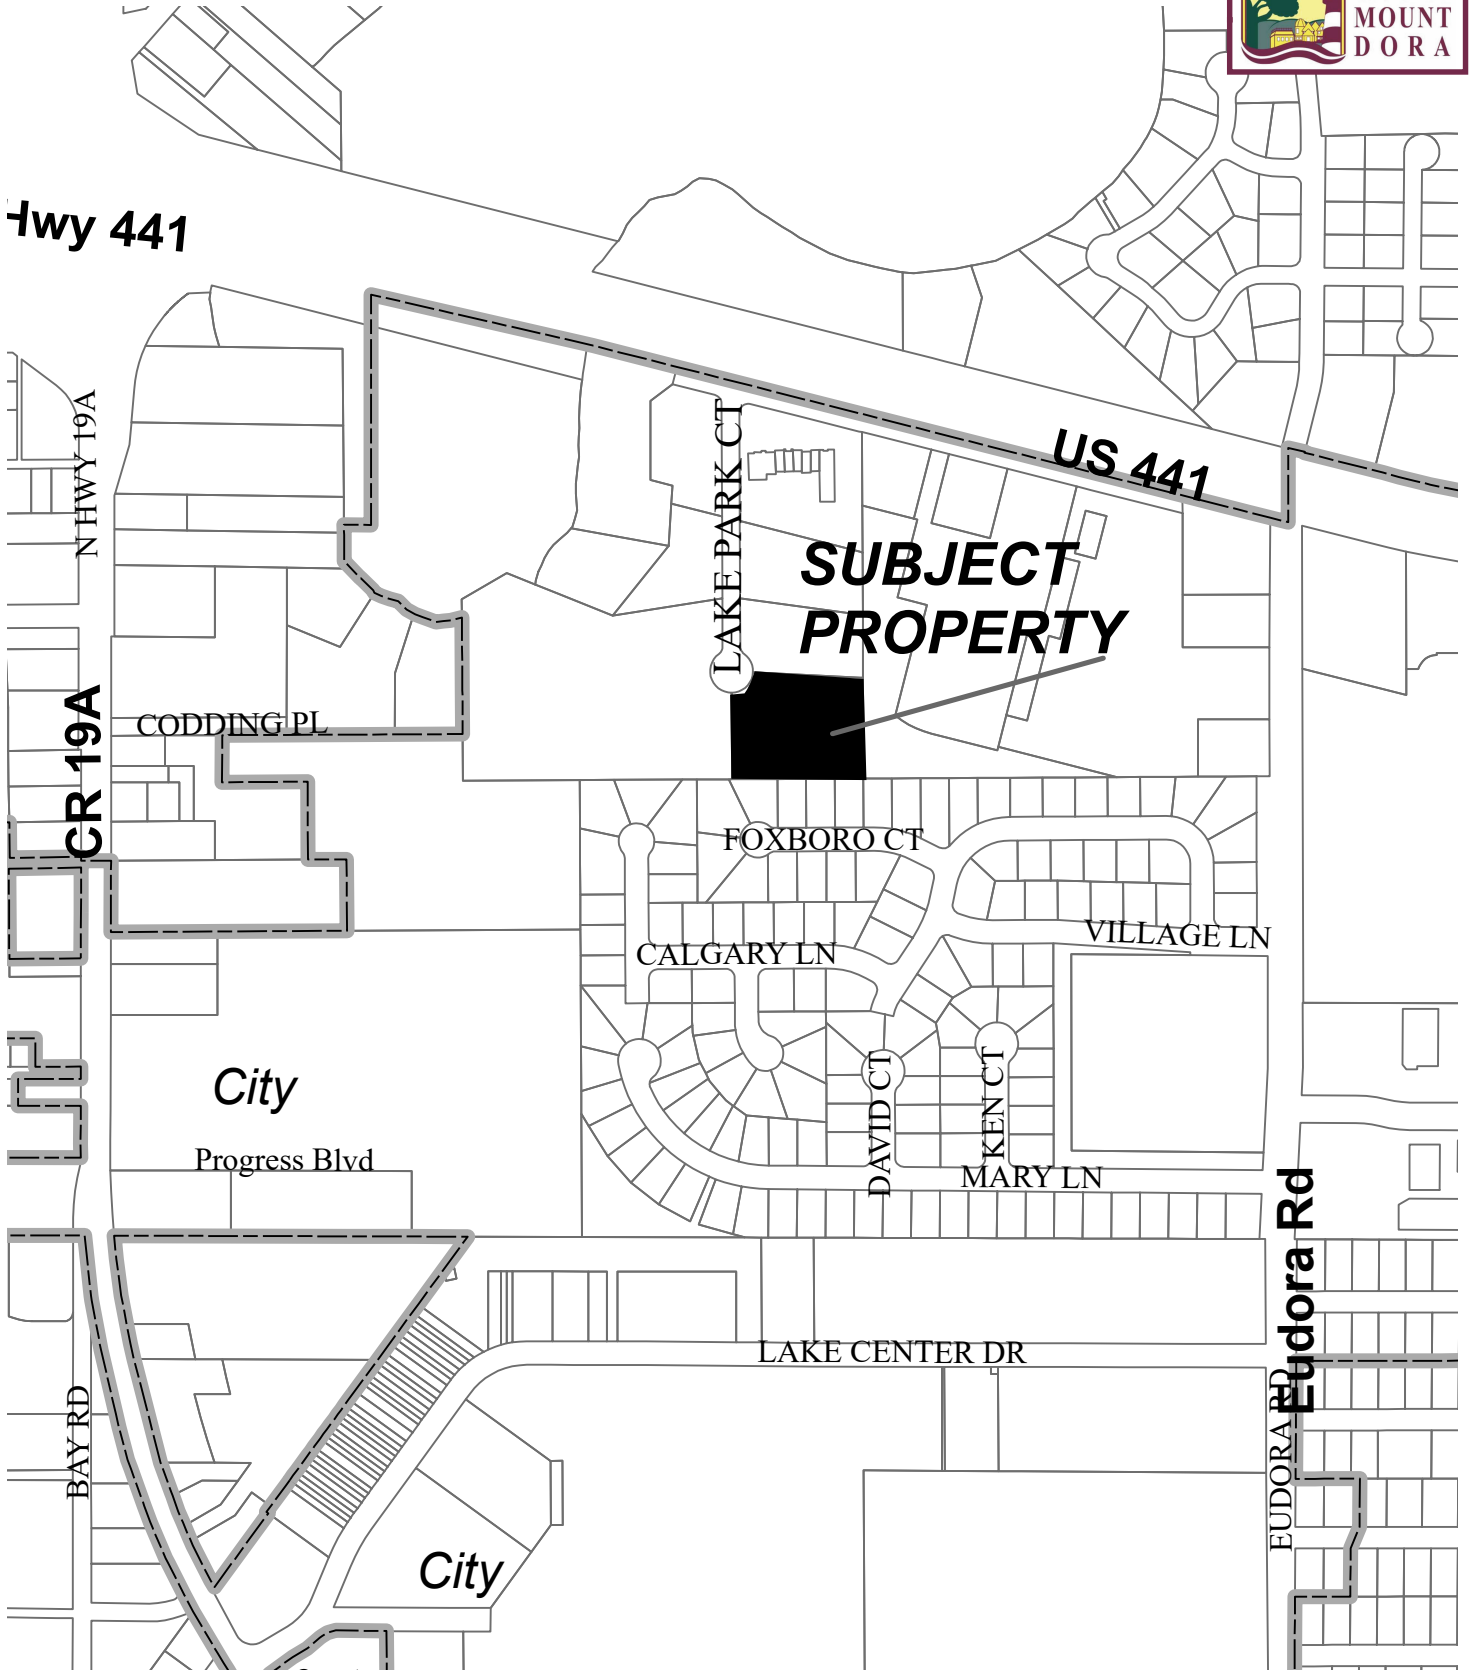 MOUNT
DORA
Hwy 441
N HWY 19A
LAKE PARK CT
US 441
SUBJECT
PROPERTY
CR 19A
CODDING PL
FOXBORO CT
VILLAGE LN
CALGARY LN
City
DAVID CT
KEN CT
Progress Blvd
MARY LN
Eudora Rd
LAKE CENTER DR
BAY RD
EUDORA RD
City